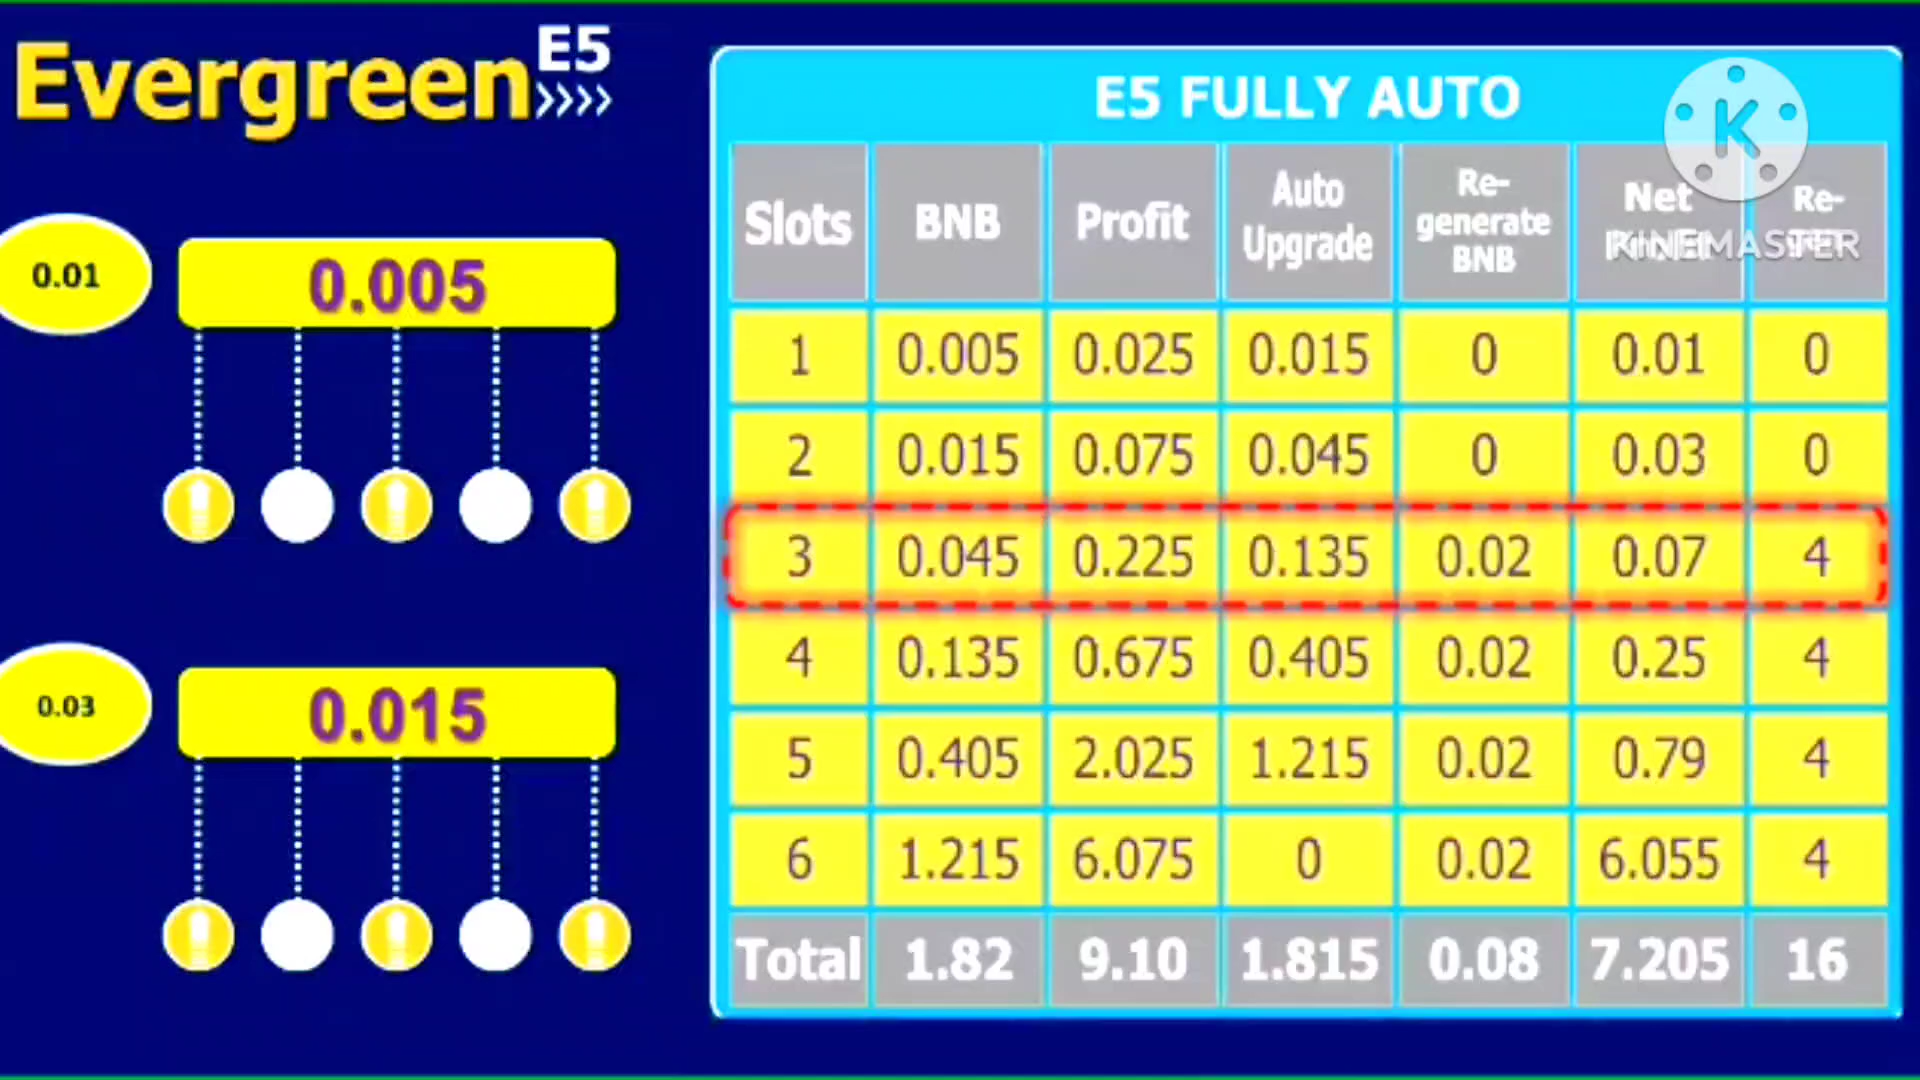 Evergreen E5
>>>>
0.01
0.005
0.03
0.015
E5 FULLY AUTO
K
KINEMASTER
Slots BNB Profit Auto Upgrade Re-generate BNB Net Re-
1 0.005 0.025 0.015 0 0.01 0
2 0.015 0.075 0.045 0 0.03 0
3 0.045 0.225 0.135 0.02 0.07 4
4 0.135 0.675 0.405 0.02 0.25 4
5 0.405 2.025 1.215 0.02 0.79 4
6 1.215 6.075 0 0.02 6.055 4
Total 1.82 9.10 1.815 0.08 7.205 16